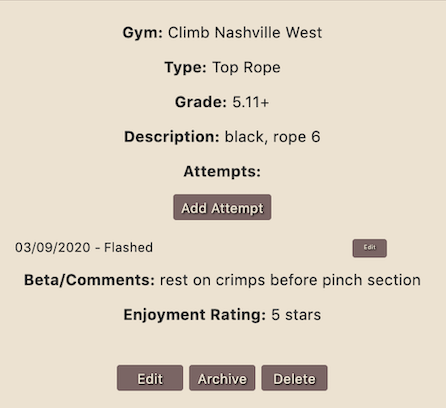 Gym: Climb Nashville West
Type: Top Rope
Grade: 5.11+
Description: black, rope 6
Attempts:
Add Attempt
03/09/2020 - Flashed Edit
Beta/Comments: rest on crimps before pinch section
Enjoyment Rating: 5 stars
Edit Archive Delete